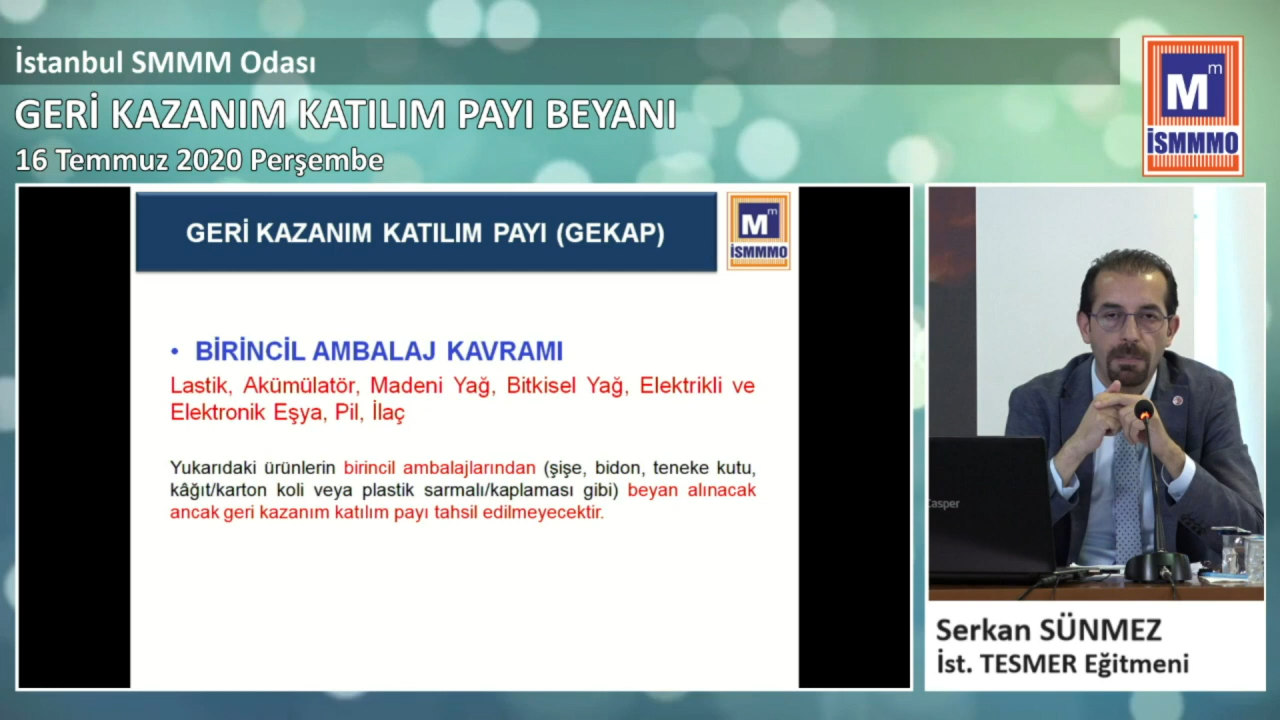 İstanbul SMMM Odası
GERİ KAZANIM KATILIM PAYI BEYANI
16 Temmuz 2020 Perşembe
M m
İSMMMO
GERİ KAZANIM KATILIM PAYI (GEKAP)
M m
İSMMMO
• BİRİNCİL AMBALAJ KAVRAMI
Lastik, Akümülatör, Madeni Yağ, Bitkisel Yağ, Elektrikli ve
Elektronik Eşya, Pil, İlaç
Yukarıdaki ürünlerin birincil ambalajlarından (şişe, bidon, teneke kutu,
kâğıt/karton koli veya plastik sarmalı/kaplaması gibi) beyan alınacak
ancak geri kazanım katılım payı tahsil edilmeyecektir.
Casper
Serkan SÜNMEZ
İst. TESMER Eğitmeni